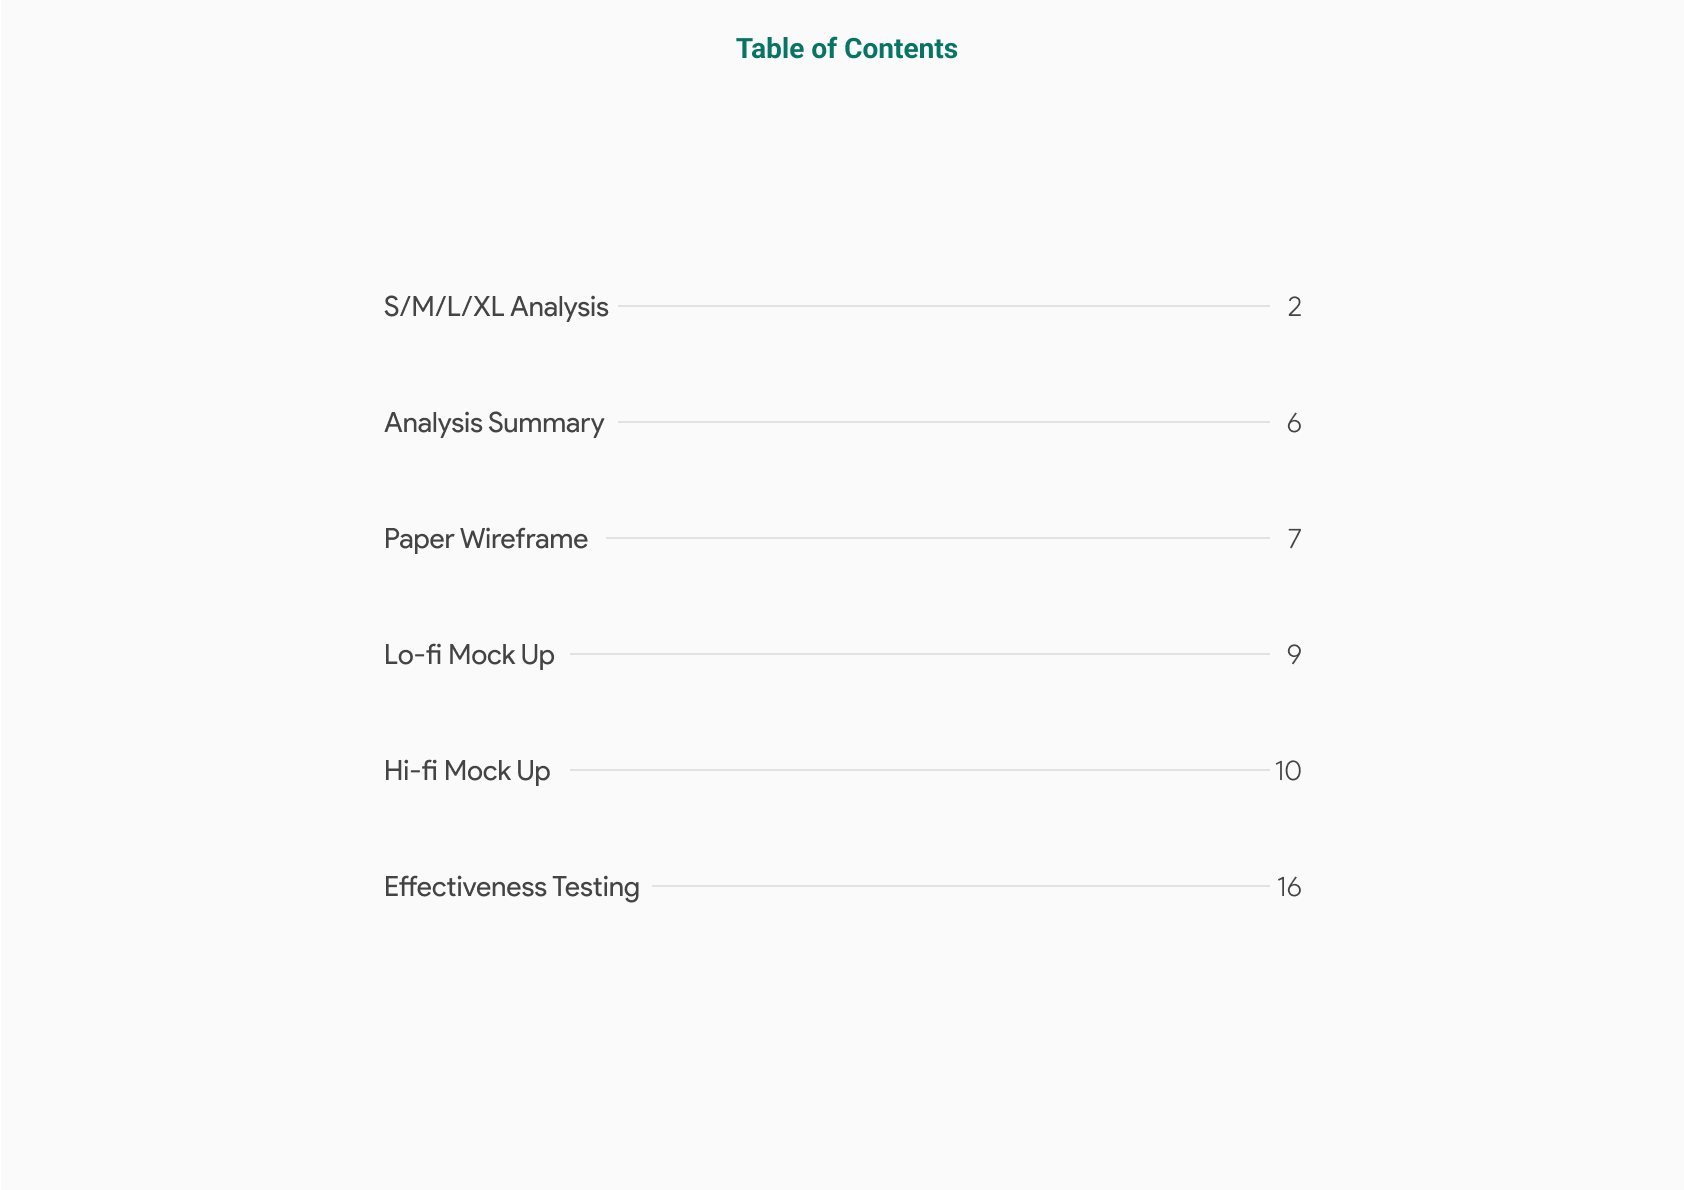 Table of Contents
S/M/L/XL Analysis 2
Analysis Summary 6
Paper Wireframe 7
Lo-fi Mock Up 9
Hi-fi Mock Up 10
Effectiveness Testing 16